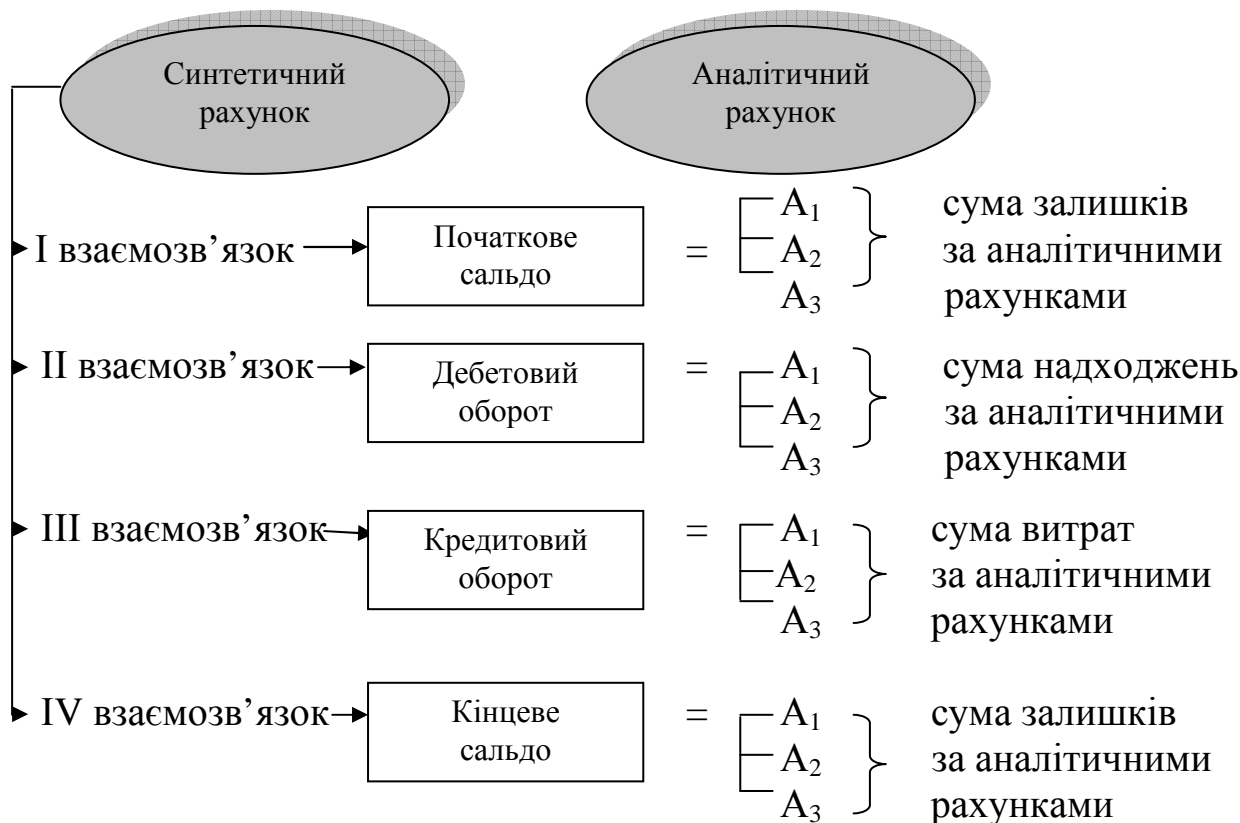 Синтетичний
рахунок
Аналітичний
рахунок
I взаємозв’язок
Початкове
сальдо
=
A1
A2
A3
сума залишків
за аналітичними
рахунками
II взаємозв’язок
Дебетовий
оборот
=
A1
A2
A3
сума надходжень
за аналітичними
рахунками
III взаємозв’язок
Кредитовий
оборот
=
A1
A2
A3
сума витрат
за аналітичними
рахунками
IV взаємозв’язок
Кінцеве
сальдо
=
A1
A2
A3
сума залишків
за аналітичними
рахунками